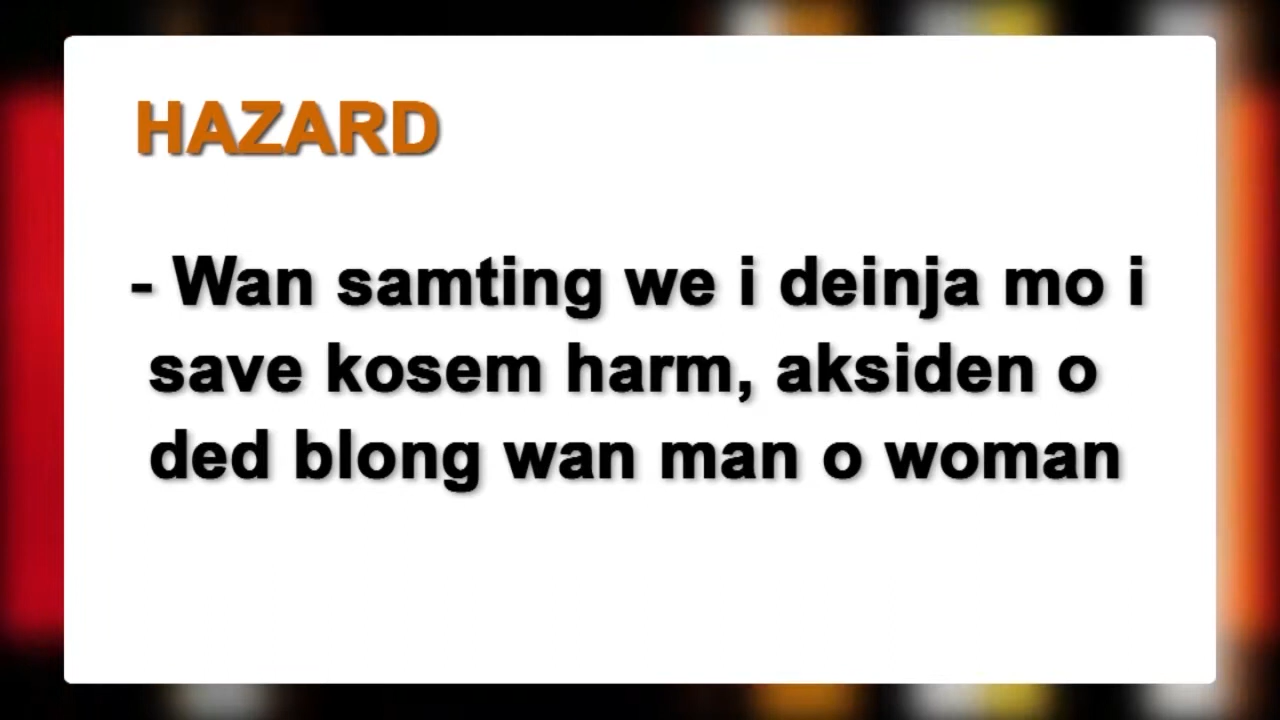 HAZARD
- Wan samting we i deinja mo i
save kosem harm, aksiden o
ded blong wan man o woman